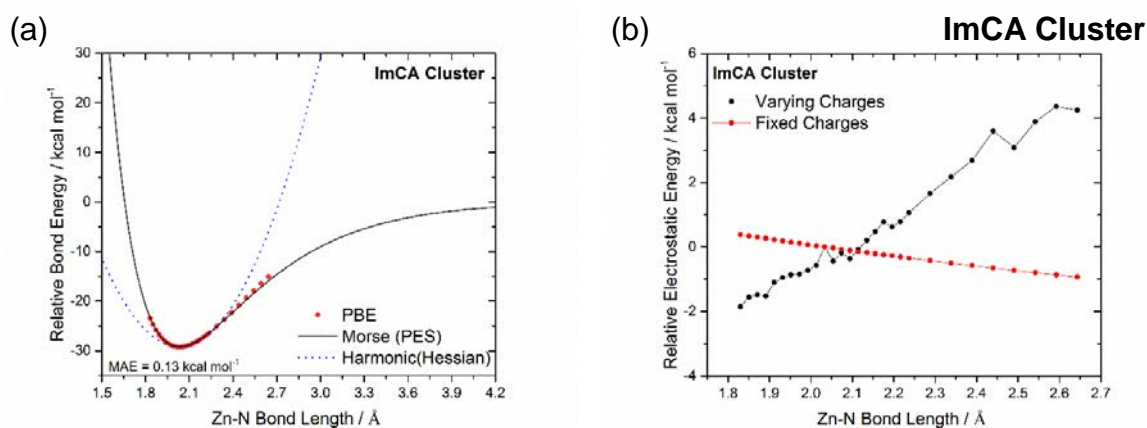 (a)
(b)
ImCA Cluster
30
20
10
0
-10
-20
-30
Relative Bond Energy / kcal mol⁻¹
ImCA Cluster
PBE
Morse (PES)
Harmonic(Hessian)
MAE = 0.13 kcal mol⁻¹
1.5 1.8 2.1 2.4 2.7 3.0 3.3 3.6 3.9 4.2
Zn-N Bond Length / Å
6
4
2
0
-2
-4
Relative Electrostatic Energy / kcal mol⁻¹
ImCA Cluster
Varying Charges
Fixed Charges
1.8 1.9 2.0 2.1 2.2 2.3 2.4 2.5 2.6 2.7
Zn-N Bond Length / Å